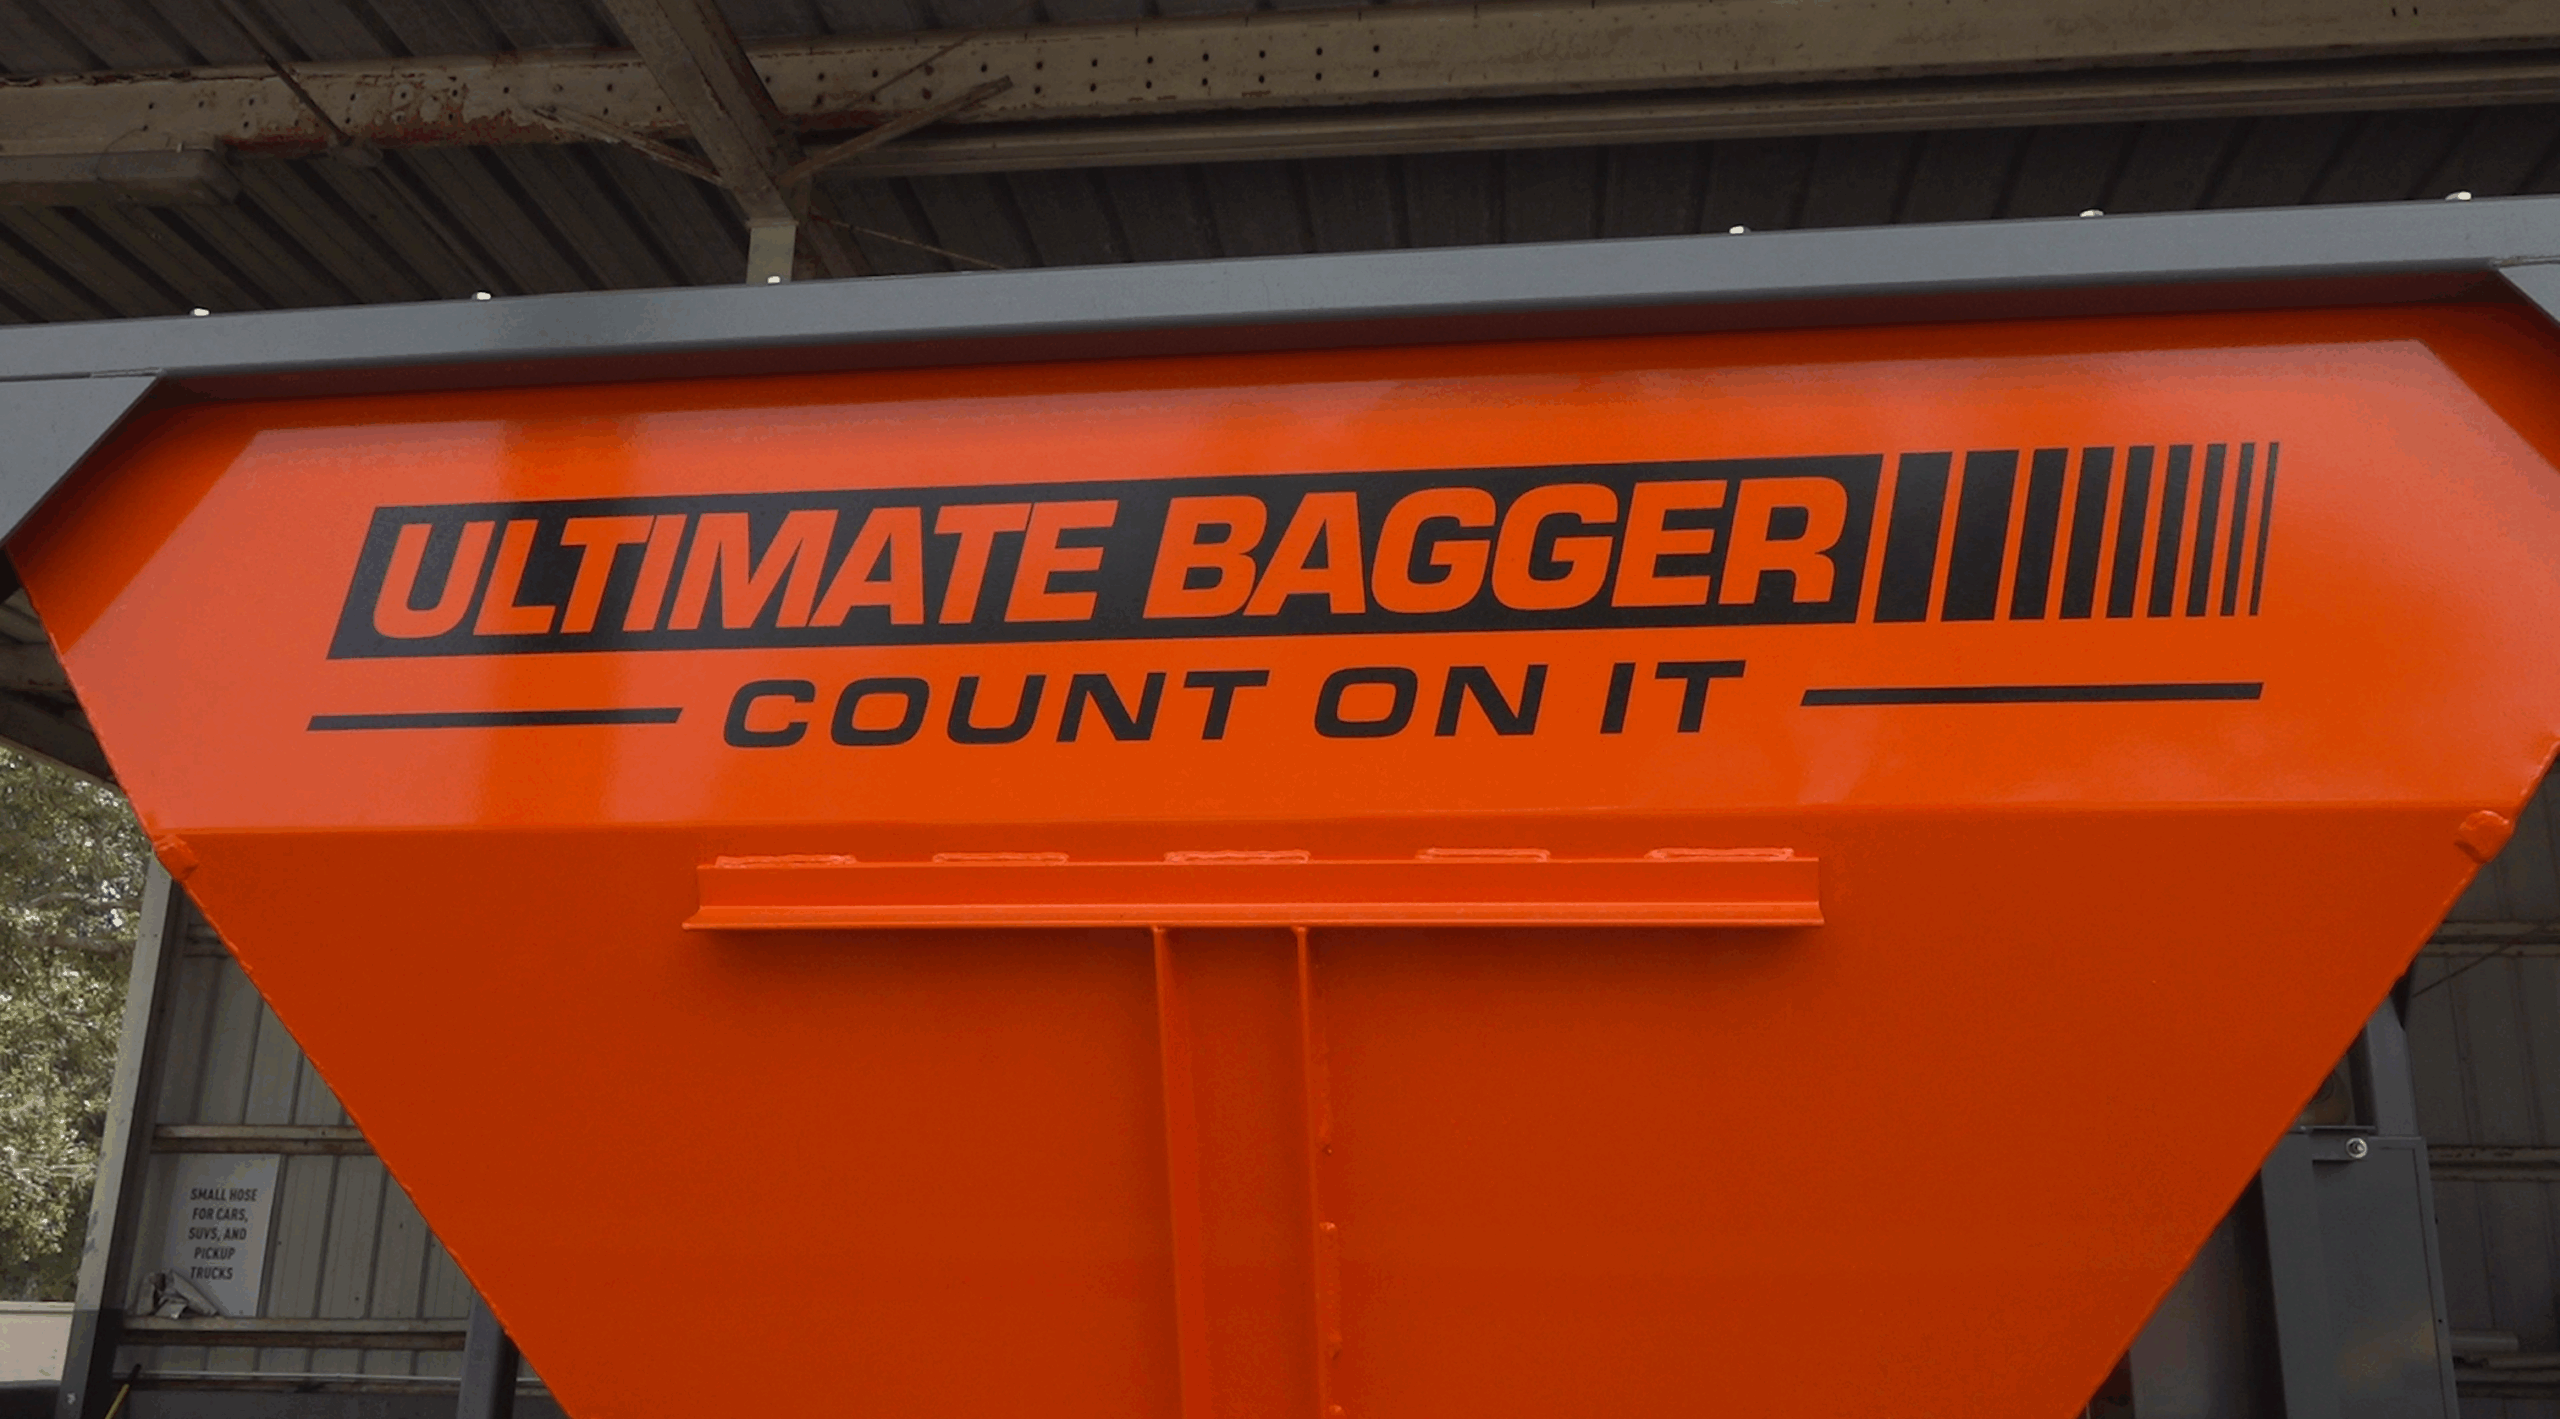 ULTIMATE BAGGER
COUNT ON IT
SMALL HOSE
FOR CARS,
SUVS, AND
PICKUP
TRUCKS